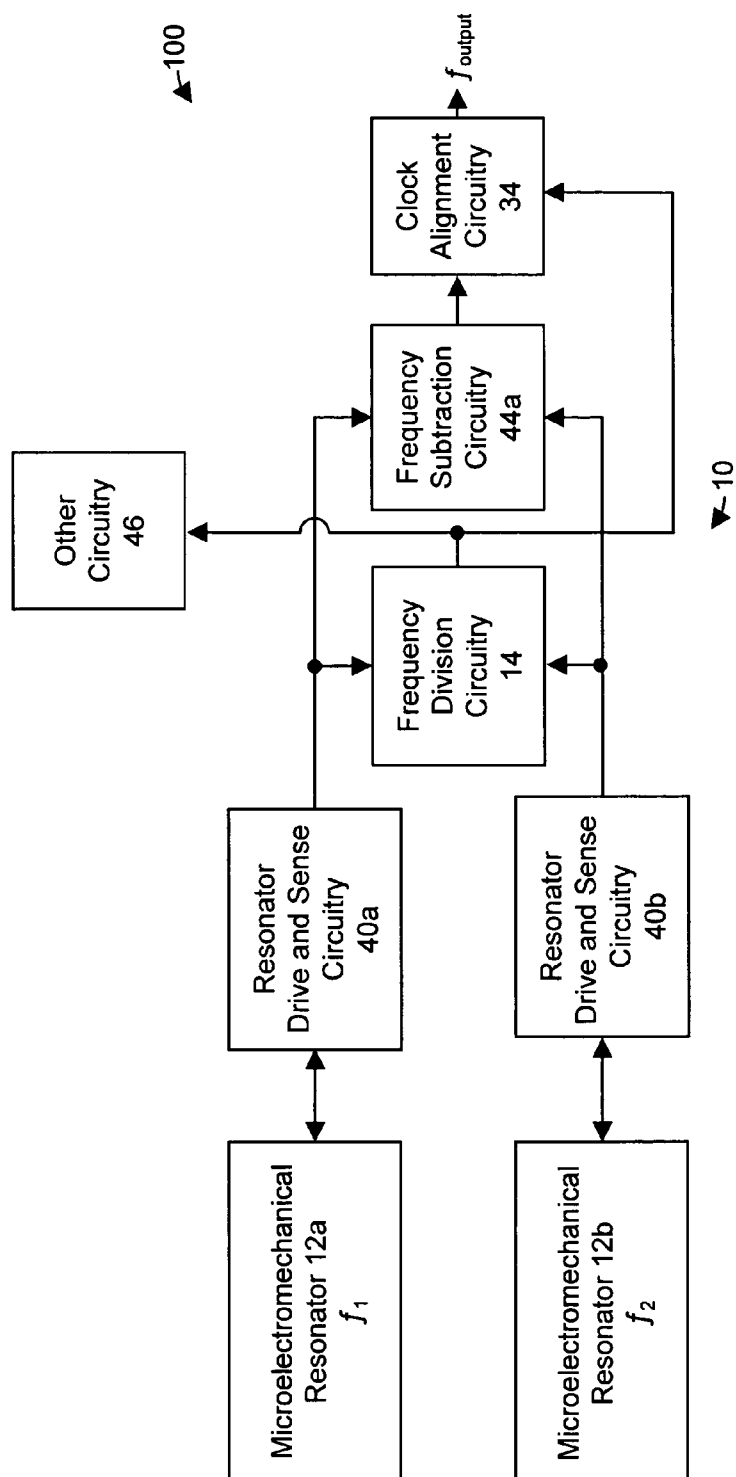 100
Other
Circuitry
46
Microelectromechanical
Resonator 12a
f1
Resonator
Drive and Sense
Circuitry
40a
Frequency
Division
Circuitry
14
Frequency
Subtraction
Circuitry
44a
Clock
Alignment
Circuitry
34
foutput
Microelectromechanical
Resonator 12b
f2
Resonator
Drive and Sense
Circuitry
40b
10